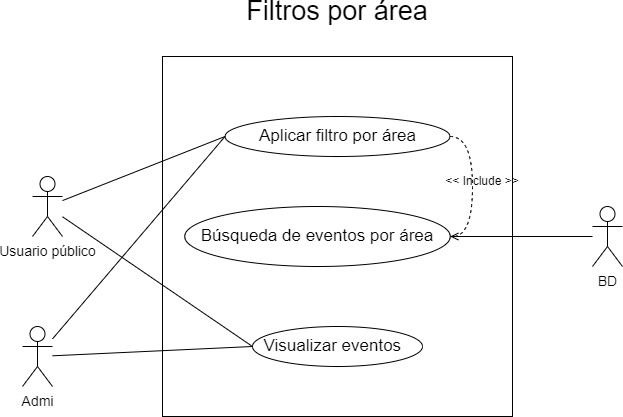 Filtros por área
Aplicar filtro por área
<< Include >>
Búsqueda de eventos por área
Usuario público
BD
Visualizar eventos
Admi